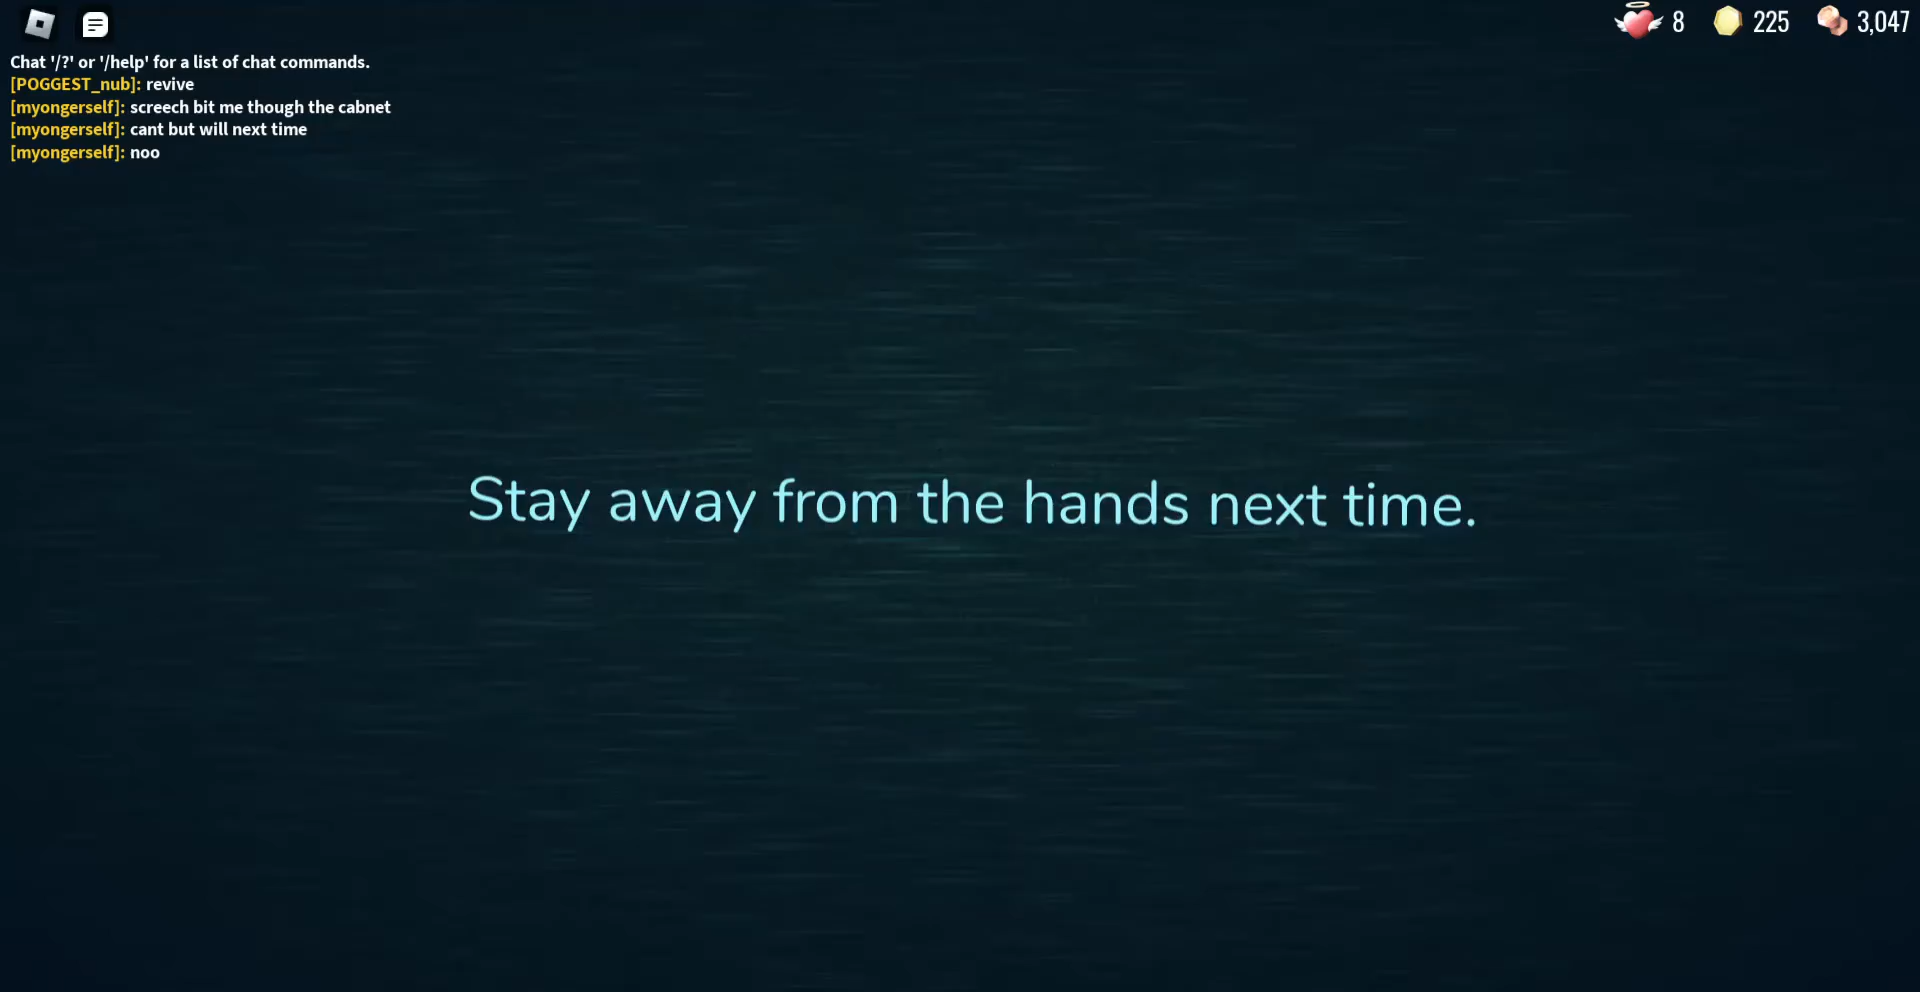 8 225 3,047
Chat '/?' or '/help' for a list of chat commands.
[POGGEST_nub]: revive
[myongerself]: screech bit me though the cabnet
[myongerself]: cant but will next time
[myongerself]: noo
Stay away from the hands next time.